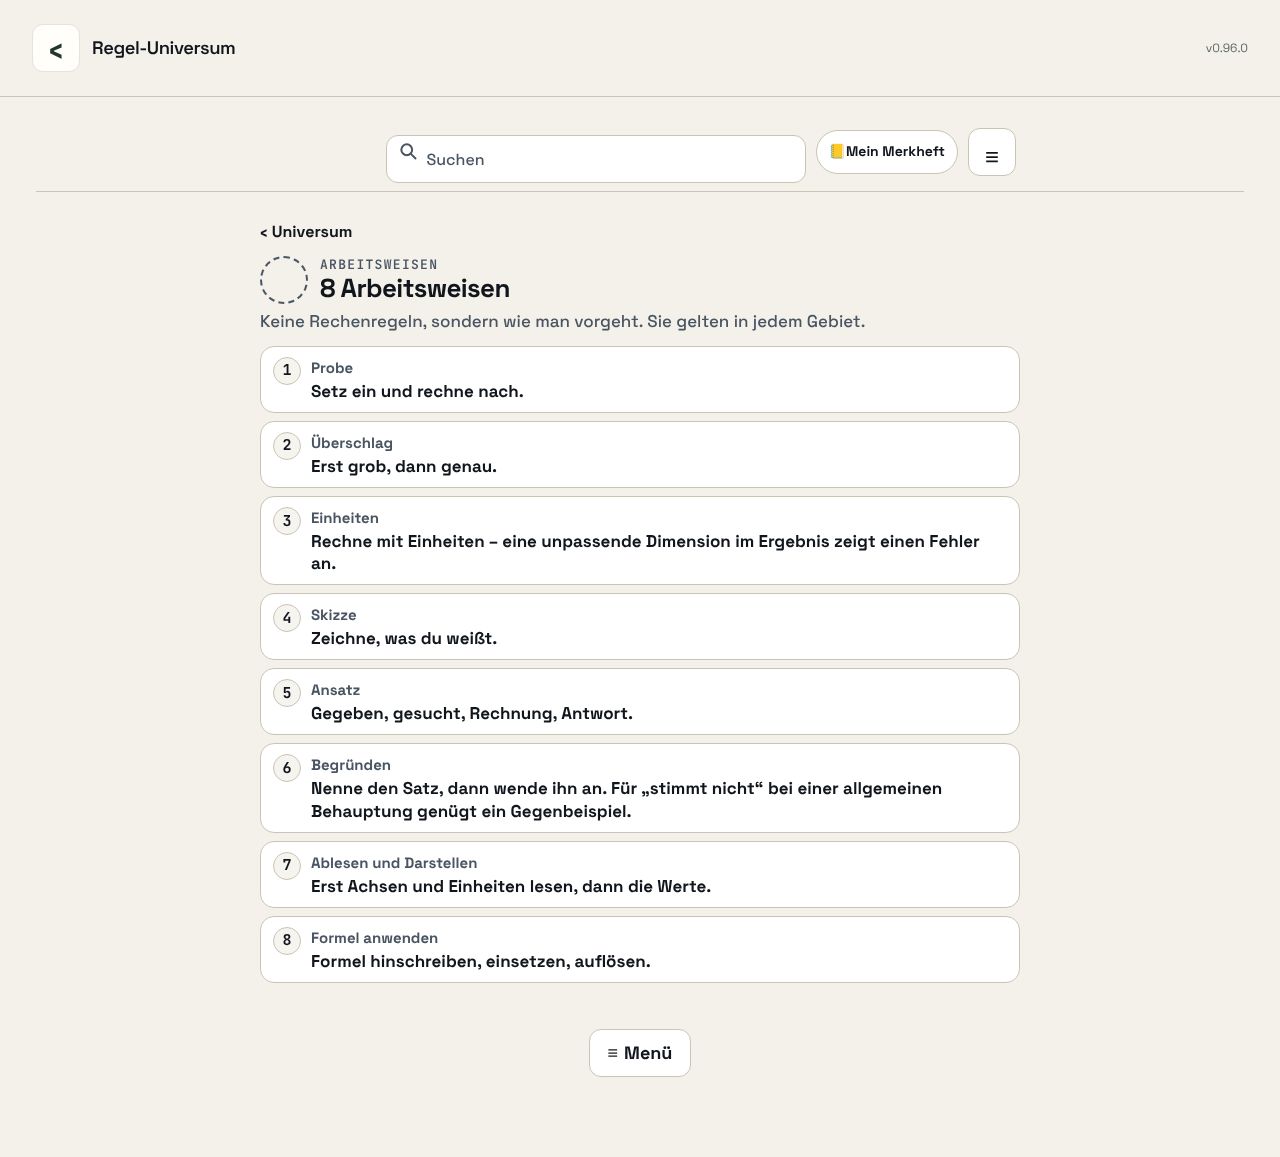 < Regel-Universum
v0.96.0
Suchen
Mein Merkheft
≡
< Universum
ARBEITSWEISEN
8 Arbeitsweisen
Keine Rechenregeln, sondern wie man vorgeht. Sie gelten in jedem Gebiet.
1 Probe
Setz ein und rechne nach.
2 Überschlag
Erst grob, dann genau.
3 Einheiten
Rechne mit Einheiten – eine unpassende Dimension im Ergebnis zeigt einen Fehler
an.
4 Skizze
Zeichne, was du weißt.
5 Ansatz
Gegeben, gesucht, Rechnung, Antwort.
6 Begründen
Nenne den Satz, dann wende ihn an. Für „stimmt nicht“ bei einer allgemeinen
Behauptung genügt ein Gegenbeispiel.
7 Ablesen und Darstellen
Erst Achsen und Einheiten lesen, dann die Werte.
8 Formel anwenden
Formel hinschreiben, einsetzen, auflösen.
≡ Menü